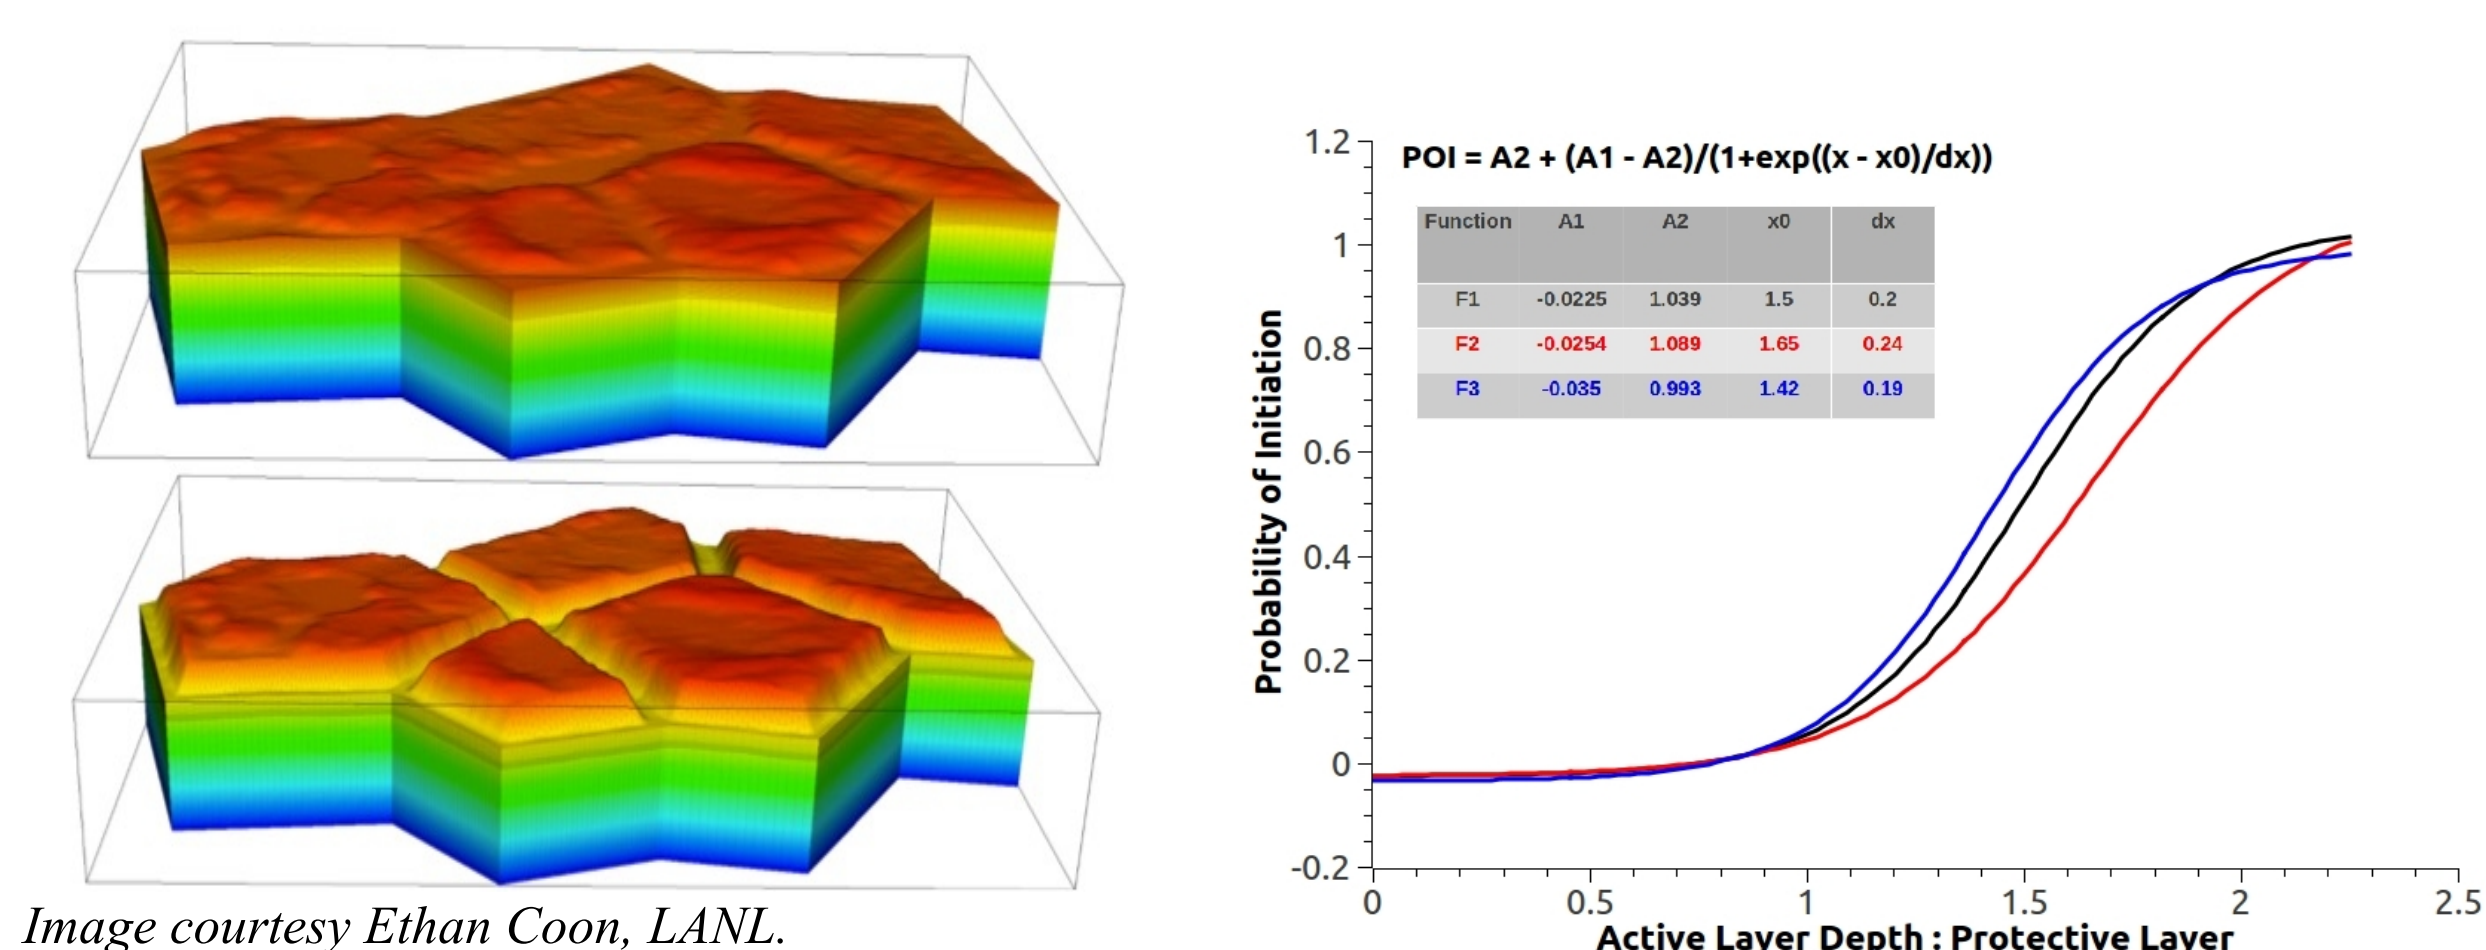 Image courtesy Ethan Coon, LANL.
POI = A2 + (A1 - A2)/(1+exp((x - x0)/dx))
Function A1 A2 x0 dx
F1 -0.0225 1.039 1.5 0.2
F2 -0.0254 1.089 1.65 0.24
F3 -0.035 0.993 1.42 0.19
Probability of Initiation
1.2
1
0.8
0.6
0.4
0.2
0
-0.2
0 0.5 1 1.5 2 2.5
Active Layer Depth : Protective Layer